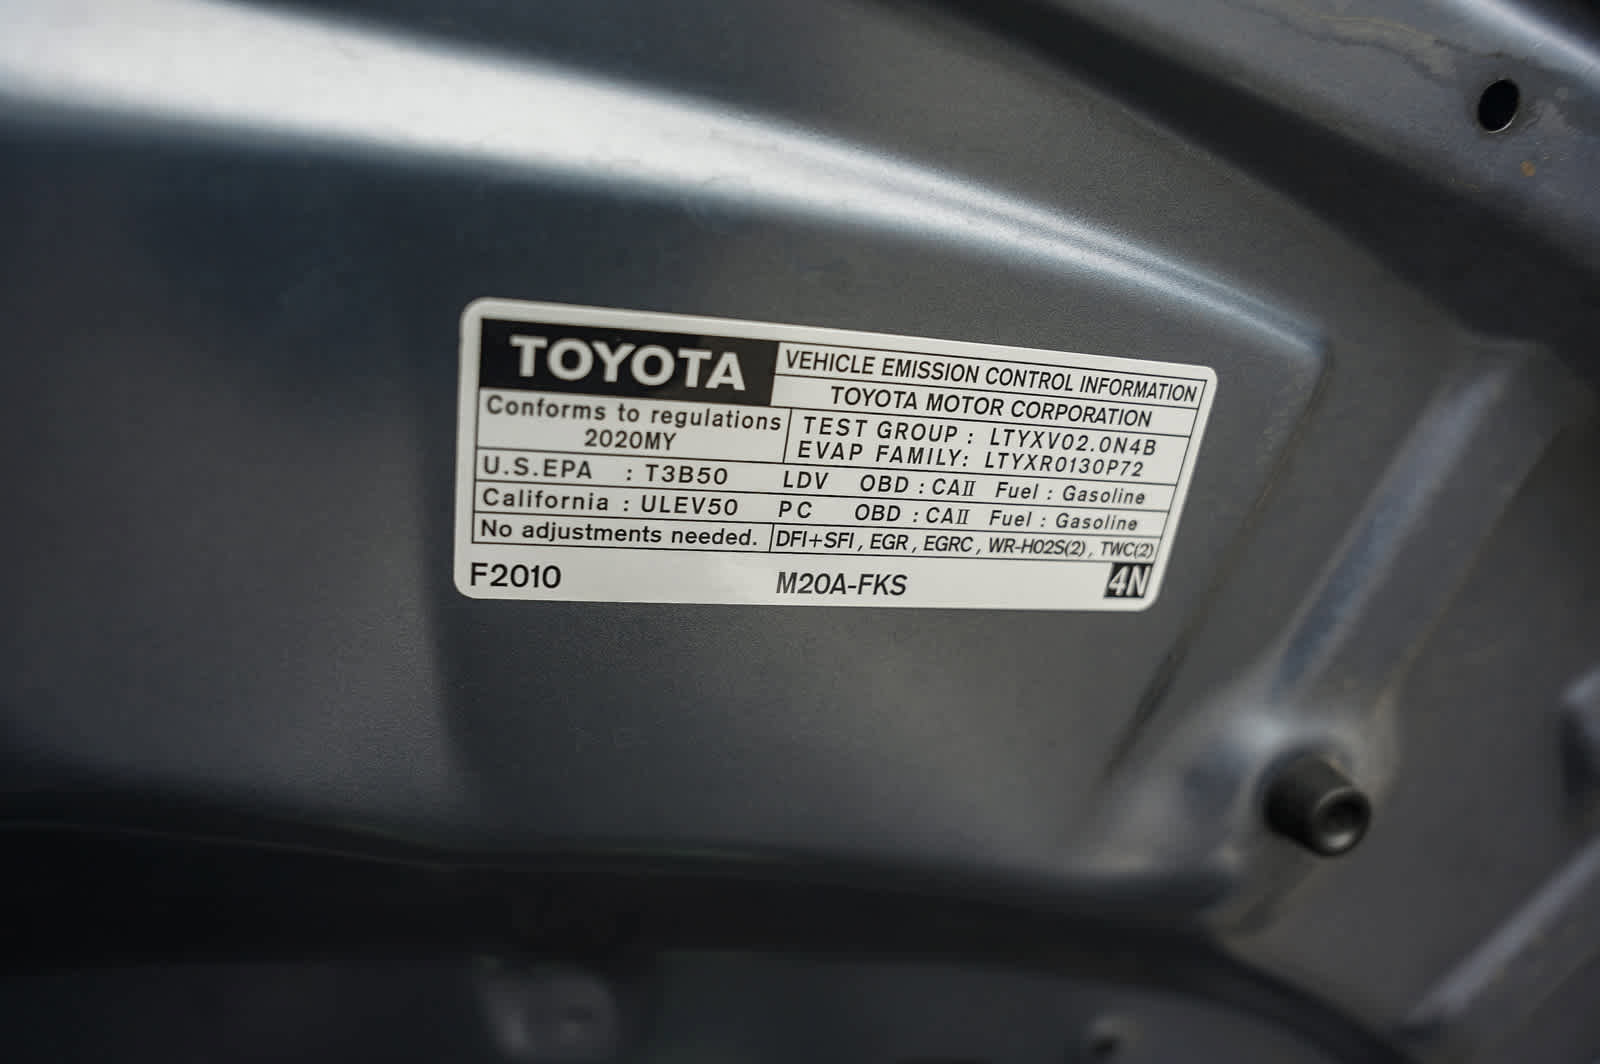 TOYOTA
VEHICLE EMISSION CONTROL INFORMATION
TOYOTA MOTOR CORPORATION
Conforms to regulations
2020MY
TEST GROUP : LTYXV02.0N4B
EVAP FAMILY: LTYXR0130P72
U.S.EPA : T3B50 LDV OBD : CAII Fuel : Gasoline
California : ULEV50 PC OBD : CAII Fuel : Gasoline
No adjustments needed. DFI+SFI, EGR, EGRC, WR-HO2S(2), TWC(2)
F2010 M20A-FKS 4N